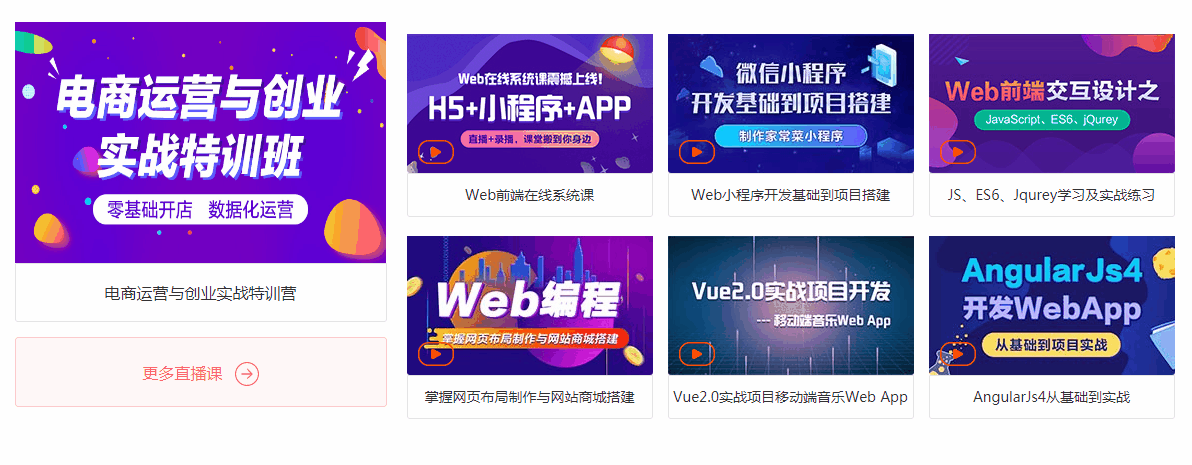 电商运营与创业
实战特训班
零基础开店 数据化运营
电商运营与创业实战特训营
更多直播课
Web在线系统课震撼上线!
H5+小程序+APP
直播+录播、课堂搬到你身边
Web前端在线系统课
微信小程序
开发基础到项目搭建
制作家常菜小程序
Web小程序开发基础到项目搭建
Web前端交互设计之
JavaScript、ES6、jQurey
JS、ES6、Jqurey学习及实战练习
Web编程
掌握网页布局制作与网站商城搭建
掌握网页布局制作与网站商城搭建
Vue2.0实战项目开发
--- 移动端音乐Web App
Vue2.0实战项目移动端音乐Web App
AngularJs4
开发WebApp
从基础到项目实战
AngularJs4从基础到实战